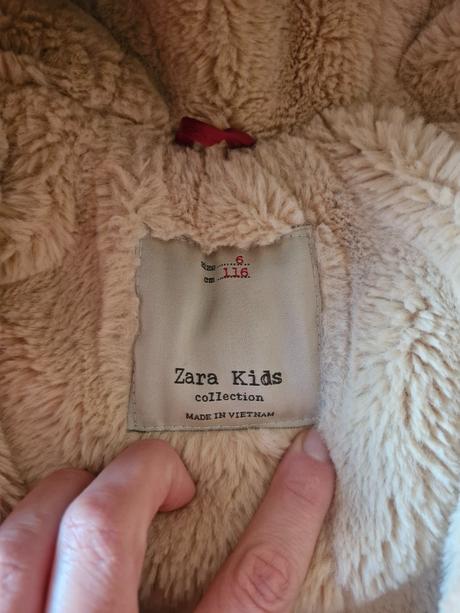 6
cm 116
Zara Kids
collection
MADE IN VIETNAM